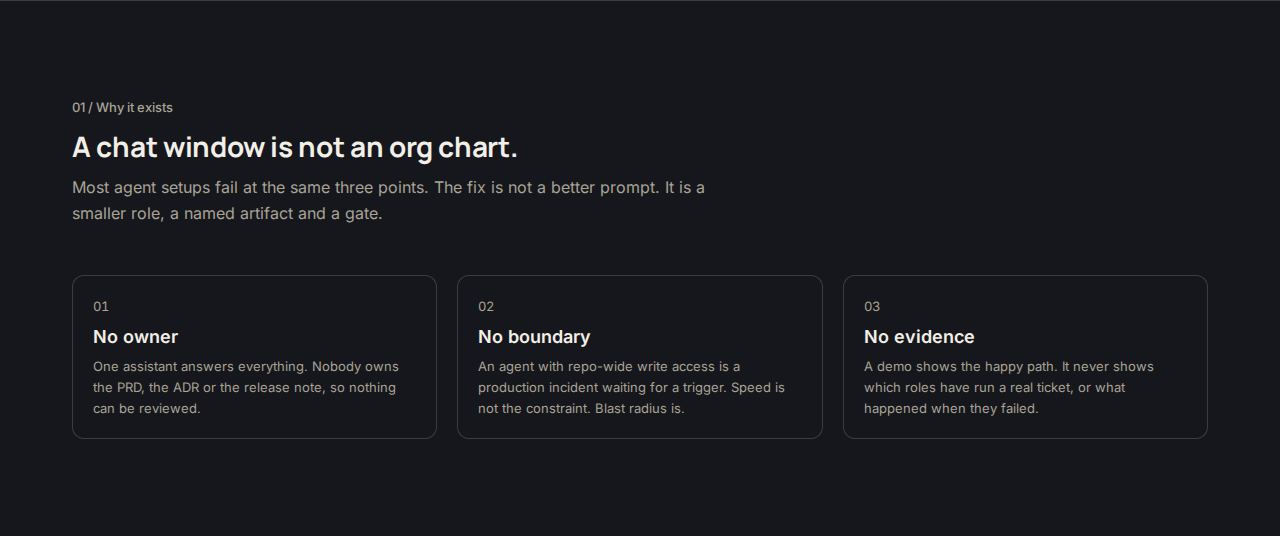 01 / Why it exists
A chat window is not an org chart.
Most agent setups fail at the same three points. The fix is not a better prompt. It is a
smaller role, a named artifact and a gate.
01
No owner
One assistant answers everything. Nobody owns
the PRD, the ADR or the release note, so nothing
can be reviewed.
02
No boundary
An agent with repo-wide write access is a
production incident waiting for a trigger. Speed is
not the constraint. Blast radius is.
03
No evidence
A demo shows the happy path. It never shows
which roles have run a real ticket, or what
happened when they failed.